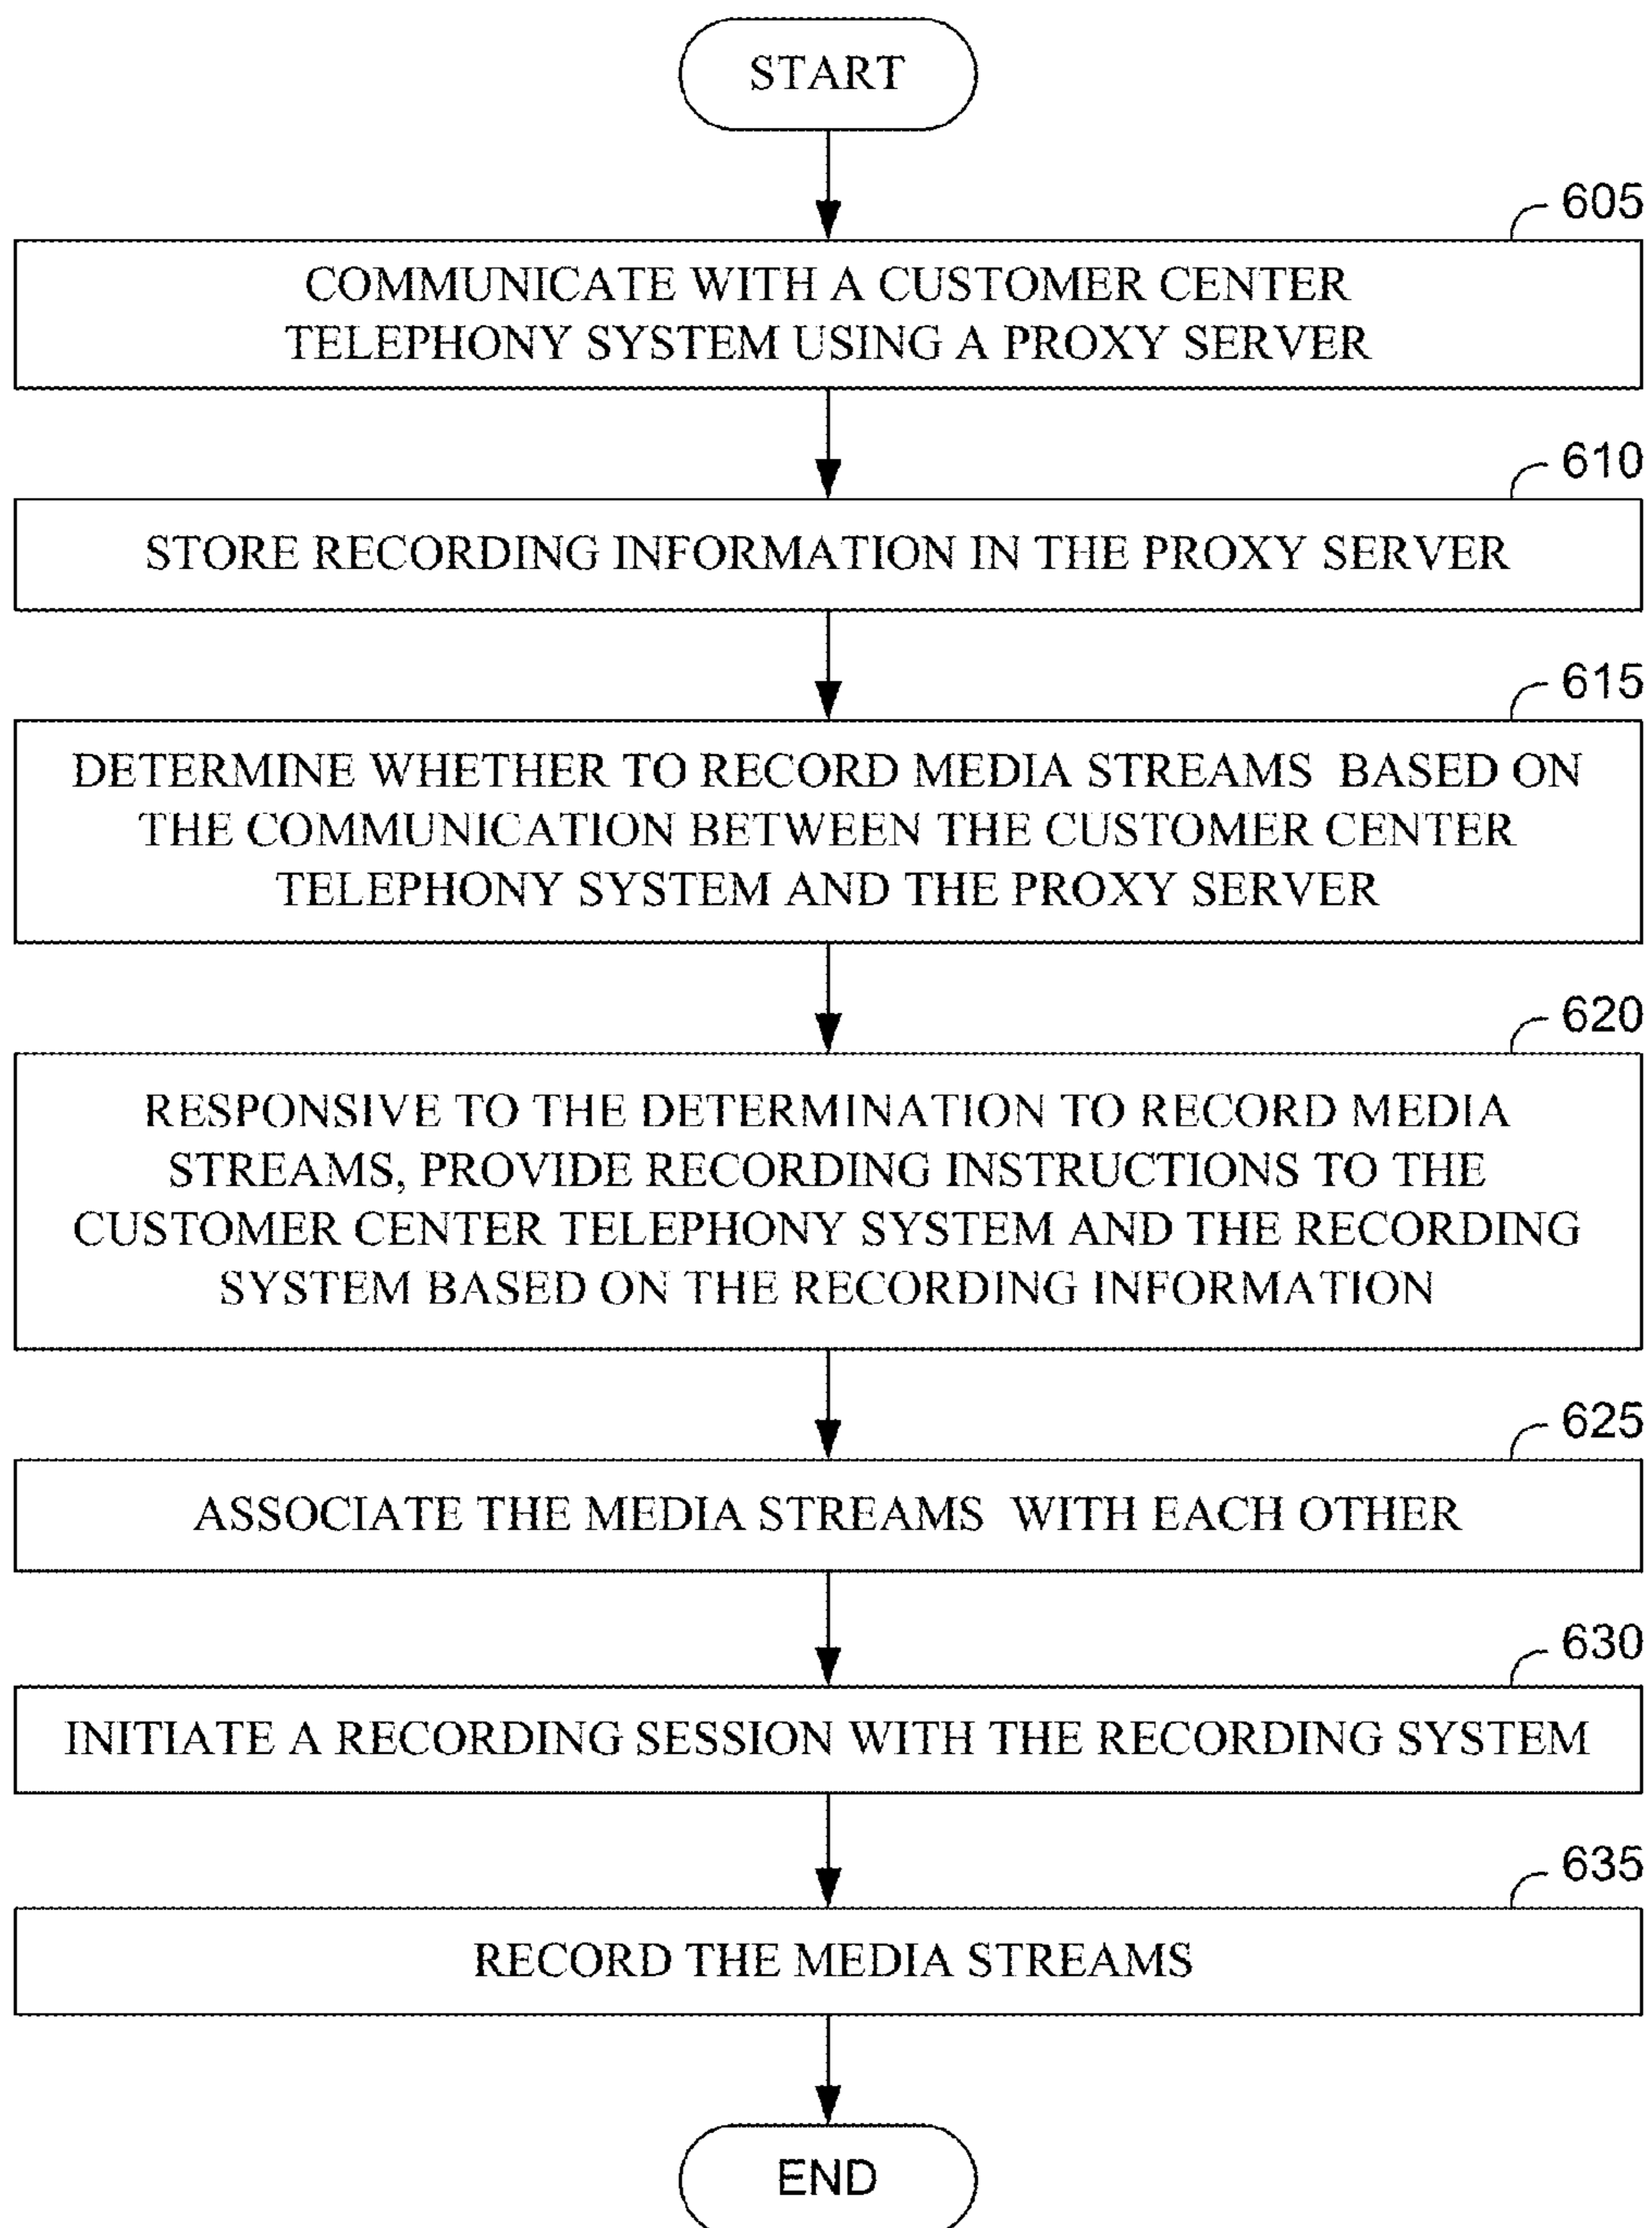 START
605
COMMUNICATE WITH A CUSTOMER CENTER
TELEPHONY SYSTEM USING A PROXY SERVER
610
STORE RECORDING INFORMATION IN THE PROXY SERVER
615
DETERMINE WHETHER TO RECORD MEDIA STREAMS BASED ON
THE COMMUNICATION BETWEEN THE CUSTOMER CENTER
TELEPHONY SYSTEM AND THE PROXY SERVER
620
RESPONSIVE TO THE DETERMINATION TO RECORD MEDIA
STREAMS, PROVIDE RECORDING INSTRUCTIONS TO THE
CUSTOMER CENTER TELEPHONY SYSTEM AND THE RECORDING
SYSTEM BASED ON THE RECORDING INFORMATION
625
ASSOCIATE THE MEDIA STREAMS WITH EACH OTHER
630
INITIATE A RECORDING SESSION WITH THE RECORDING SYSTEM
635
RECORD THE MEDIA STREAMS
END